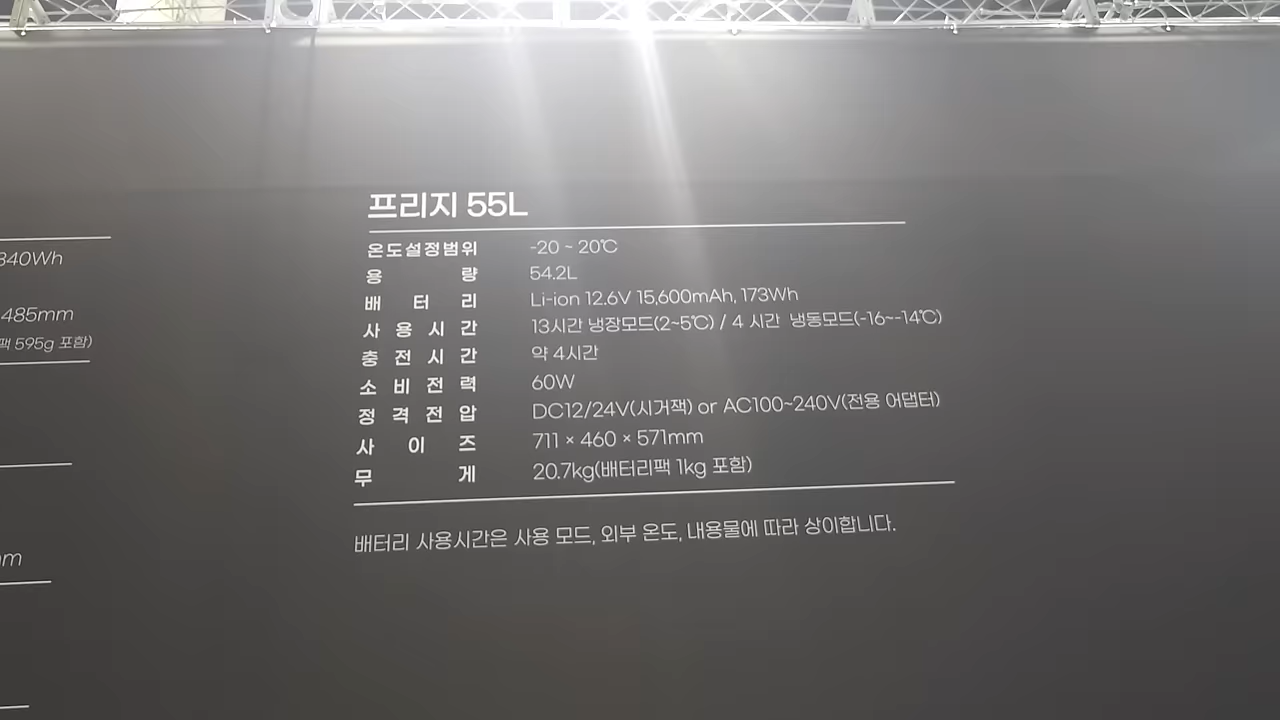 프리지 55L
온도설정범위 -20 ~ 20℃
용량 54.2L
배터리 Li-ion 12.6V 15,600mAh, 173Wh
사용시간 13시간 냉장모드(2~5℃) / 4 시간 냉동모드(-16~-14℃)
충전시간 약 4시간
소비전력 60W
정격전압 DC12/24V(시거잭) or AC100~240V(전용 어댑터)
사이즈 711 × 460 × 571mm
무게 20.7kg(배터리팩 1kg 포함)
배터리 사용시간은 사용 모드, 외부 온도, 내용물에 따라 상이합니다.
340Wh
485mm
팩 595g 포함)